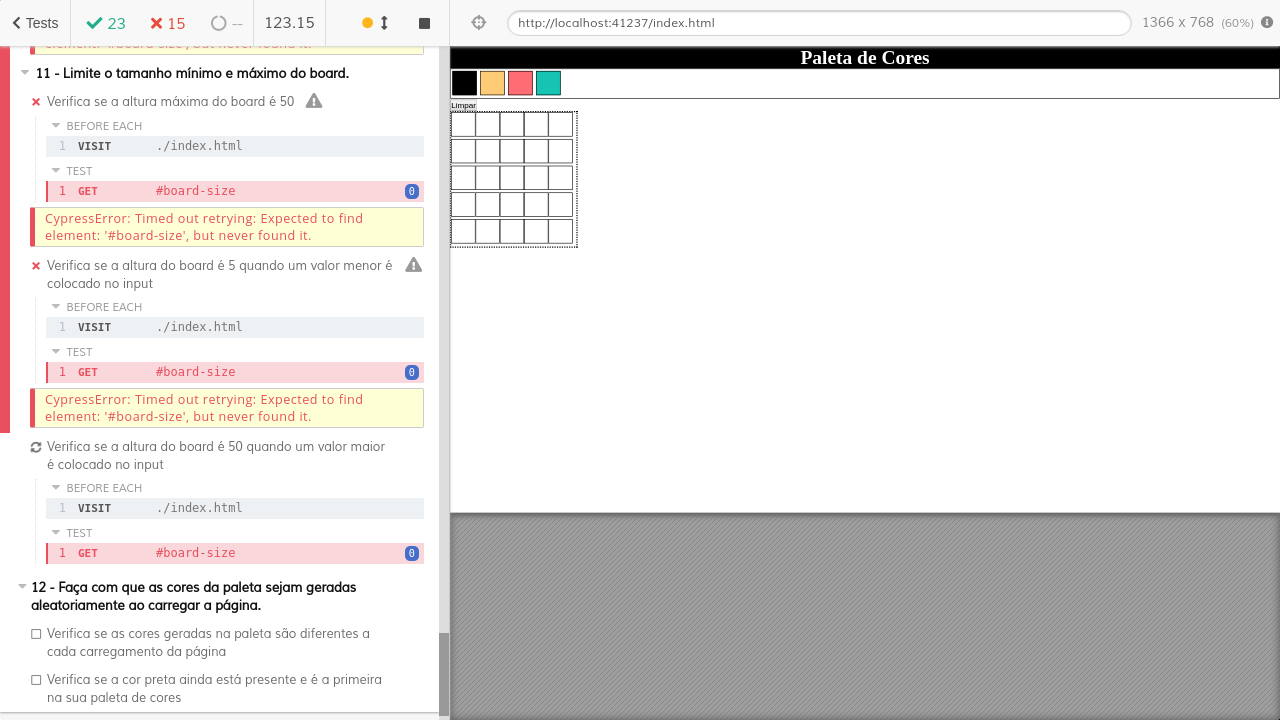 Tests 23 15 -- 123.15
http://localhost:41237/index.html 1366 x 768 (60%)
element: '#board-size', but never found it.
11 - Limite o tamanho mínimo e máximo do board.
Verifica se a altura máxima do board é 50
BEFORE EACH
1 VISIT ./index.html
TEST
1 GET #board-size 0
CypressError: Timed out retrying: Expected to find
element: '#board-size', but never found it.
Verifica se a altura do board é 5 quando um valor menor é
colocado no input
BEFORE EACH
1 VISIT ./index.html
TEST
1 GET #board-size 0
CypressError: Timed out retrying: Expected to find
element: '#board-size', but never found it.
Verifica se a altura do board é 50 quando um valor maior
é colocado no input
BEFORE EACH
1 VISIT ./index.html
TEST
1 GET #board-size 0
12 - Faça com que as cores da paleta sejam geradas
aleatoriamente ao carregar a página.
Verifica se as cores geradas na paleta são diferentes a
cada carregamento da página
Verifica se a cor preta ainda está presente e é a primeira
na sua paleta de cores
Paleta de Cores
Limpar